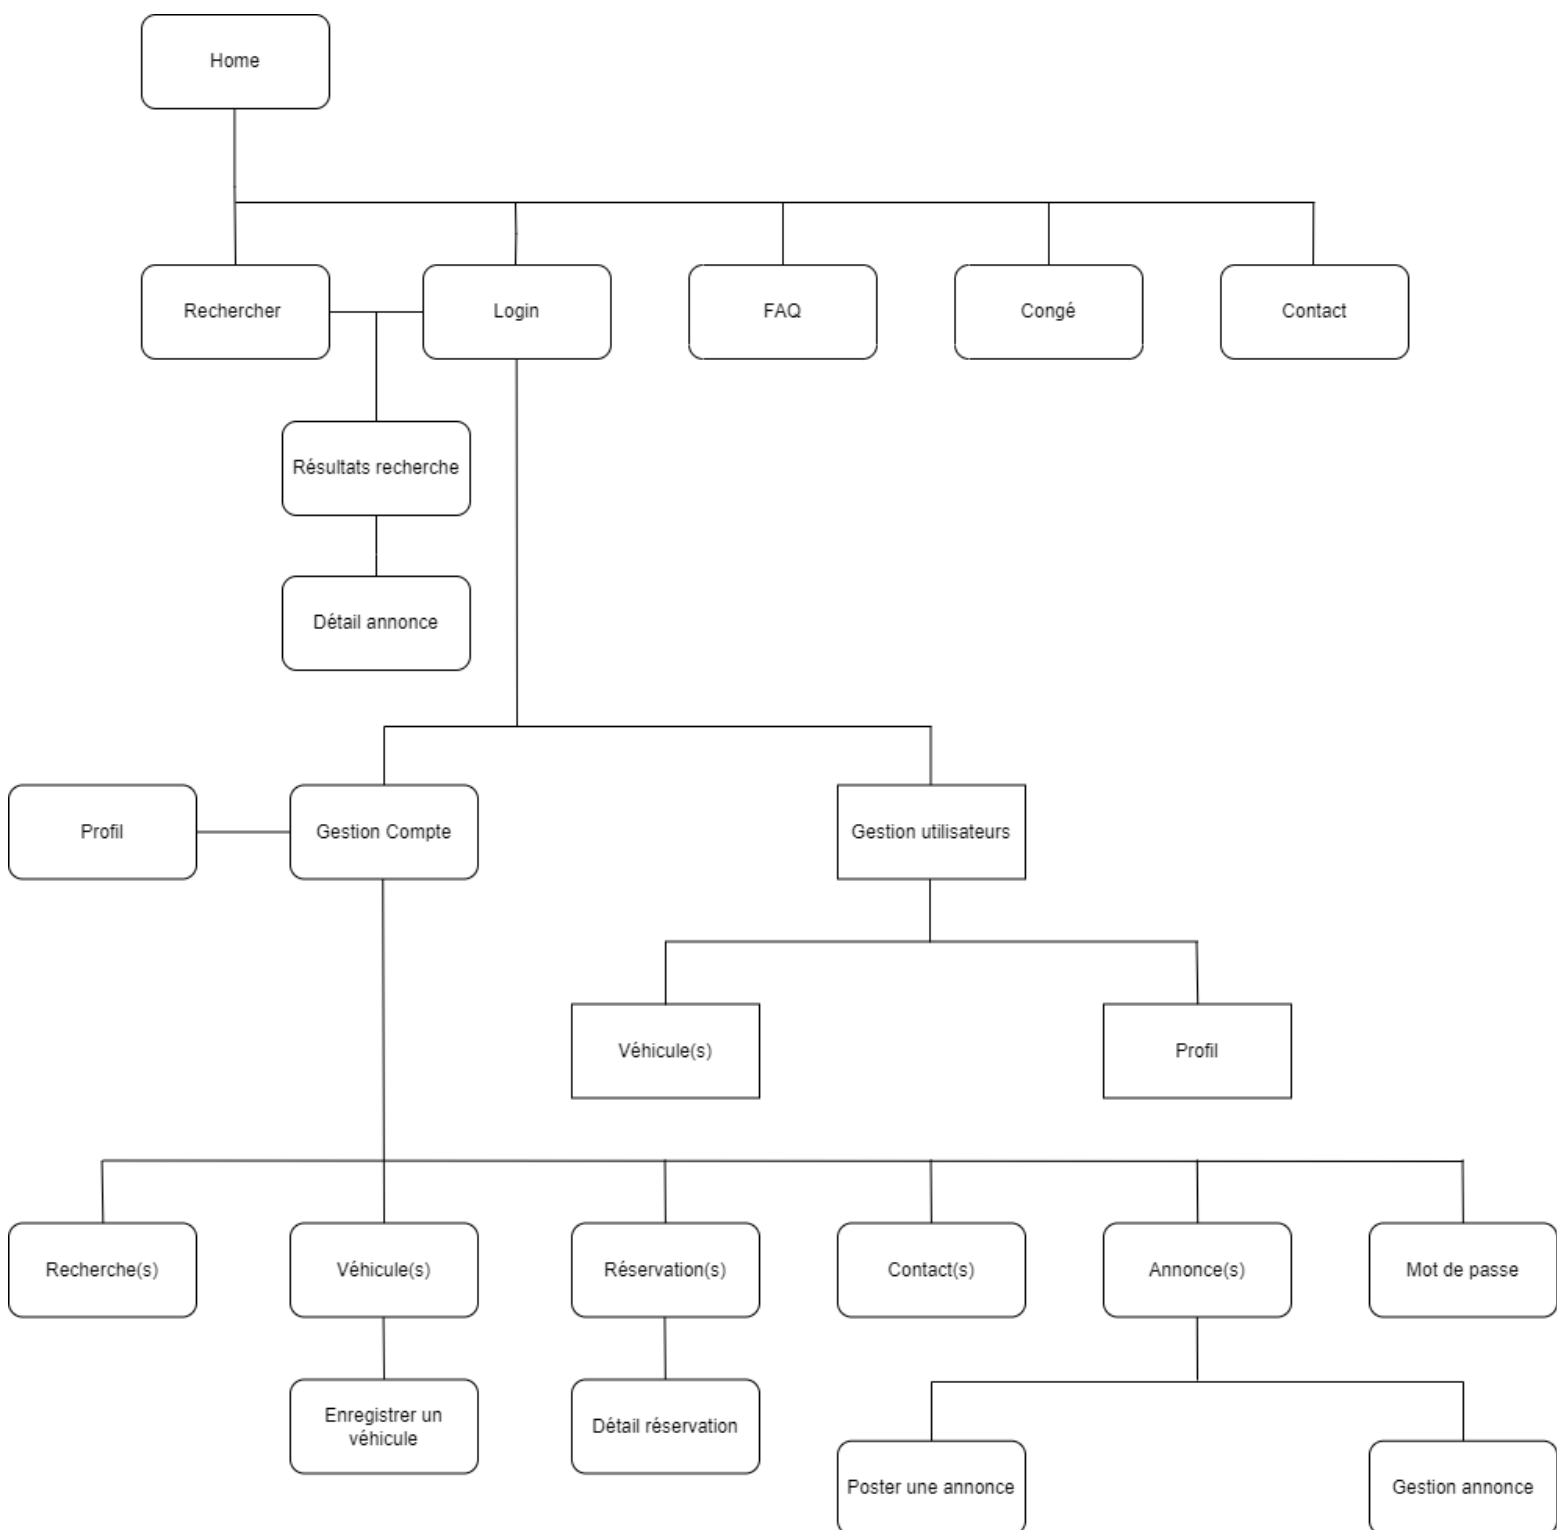 Home
Rechercher
Login
FAQ
Congé
Contact
Résultats recherche
Détail annonce
Profil
Gestion Compte
Gestion utilisateurs
Véhicule(s)
Profil
Recherche(s)
Véhicule(s)
Réservation(s)
Contact(s)
Annonce(s)
Mot de passe
Enregistrer un
véhicule
Détail réservation
Poster une annonce
Gestion annonce